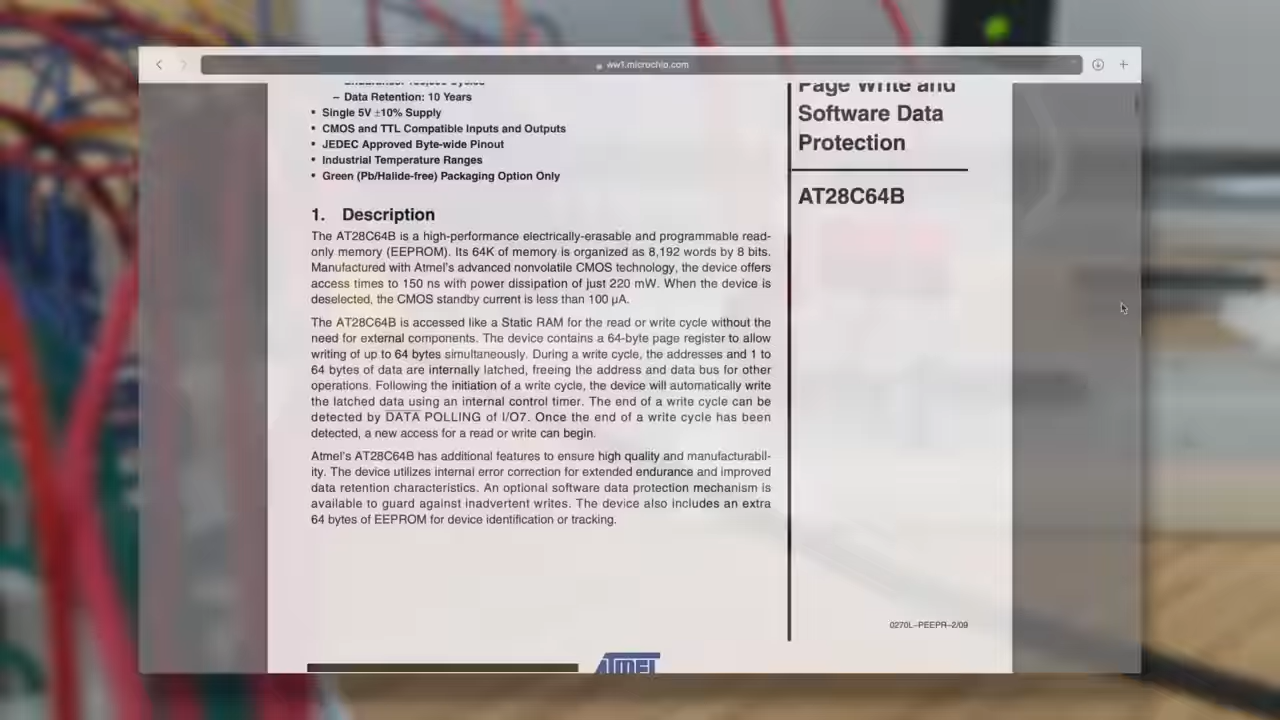 ww1.microchip.com
– Data Retention: 10 Years
• Single 5V ±10% Supply
• CMOS and TTL Compatible Inputs and Outputs
• JEDEC Approved Byte-wide Pinout
• Industrial Temperature Ranges
• Green (Pb/Halide-free) Packaging Option Only
1. Description
The AT28C64B is a high-performance electrically-erasable and programmable read-
only memory (EEPROM). Its 64K of memory is organized as 8,192 words by 8 bits.
Manufactured with Atmel's advanced nonvolatile CMOS technology, the device offers
access times to 150 ns with power dissipation of just 220 mW. When the device is
deselected, the CMOS standby current is less than 100 µA.
The AT28C64B is accessed like a Static RAM for the read or write cycle without the
need for external components. The device contains a 64-byte page register to allow
writing of up to 64 bytes simultaneously. During a write cycle, the addresses and 1 to
64 bytes of data are internally latched, freeing the address and data bus for other
operations. Following the initiation of a write cycle, the device will automatically write
the latched data using an internal control timer. The end of a write cycle can be
detected by DATA POLLING of I/O7. Once the end of a write cycle has been
detected, a new access for a read or write can begin.
Atmel's AT28C64B has additional features to ensure high quality and manufacturabil-
ity. The device utilizes internal error correction for extended endurance and improved
data retention characteristics. An optional software data protection mechanism is
available to guard against inadvertent writes. The device also includes an extra
64 bytes of EEPROM for device identification or tracking.
Page Write and
Software Data
Protection
AT28C64B
0270L–PEEPR–2/09
ATMEL